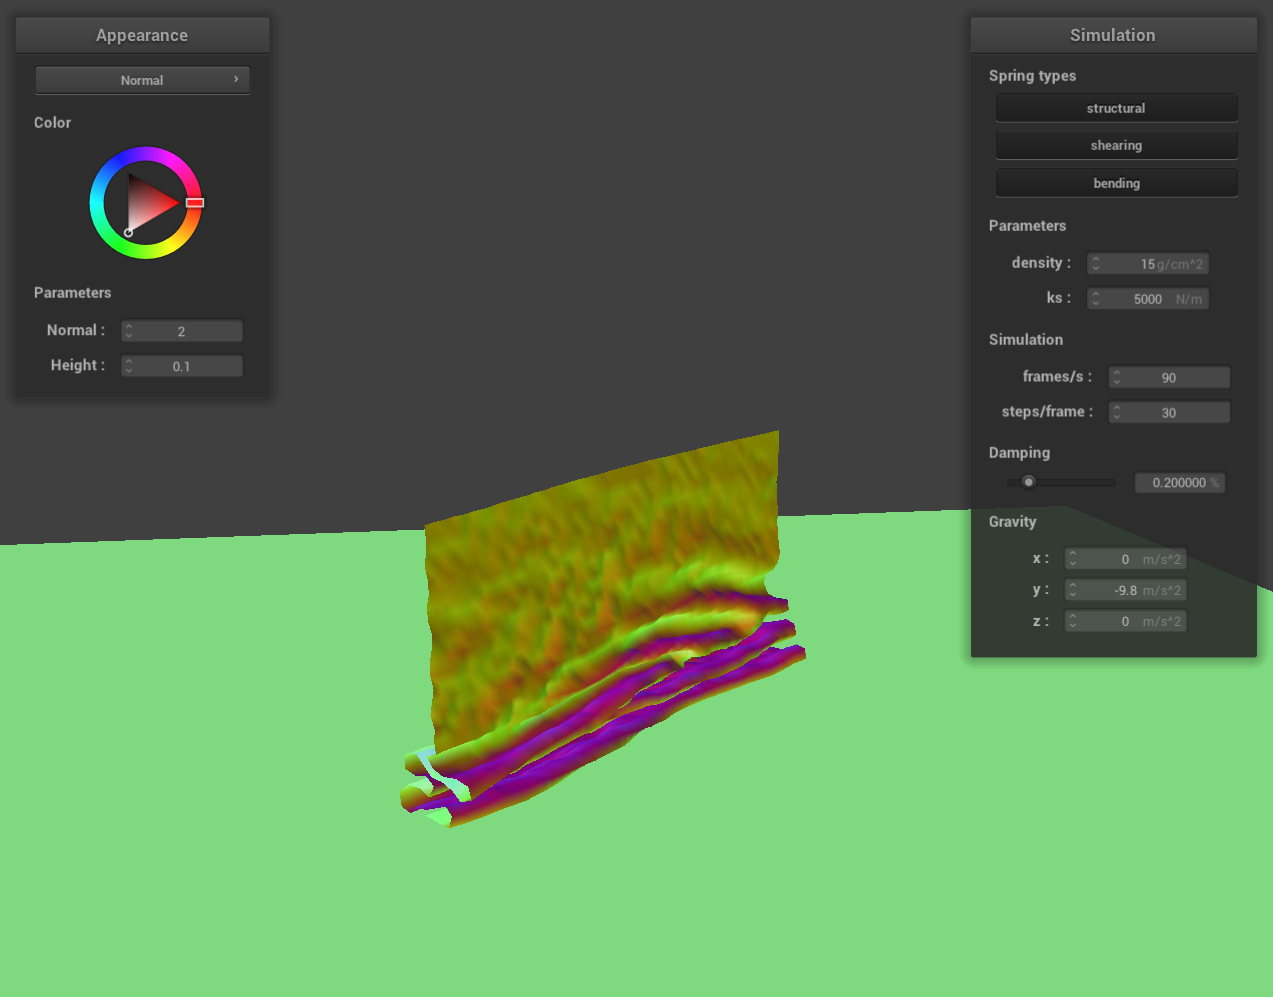 Appearance
Normal
Color
Parameters
Normal : 2
Height : 0.1
Simulation
Spring types
structural
shearing
bending
Parameters
density : 15 g/cm^2
ks : 5000 N/m
Simulation
frames/s : 90
steps/frame : 30
Damping
0.200000 %
Gravity
x : 0 m/s^2
y : -9.8 m/s^2
z : 0 m/s^2